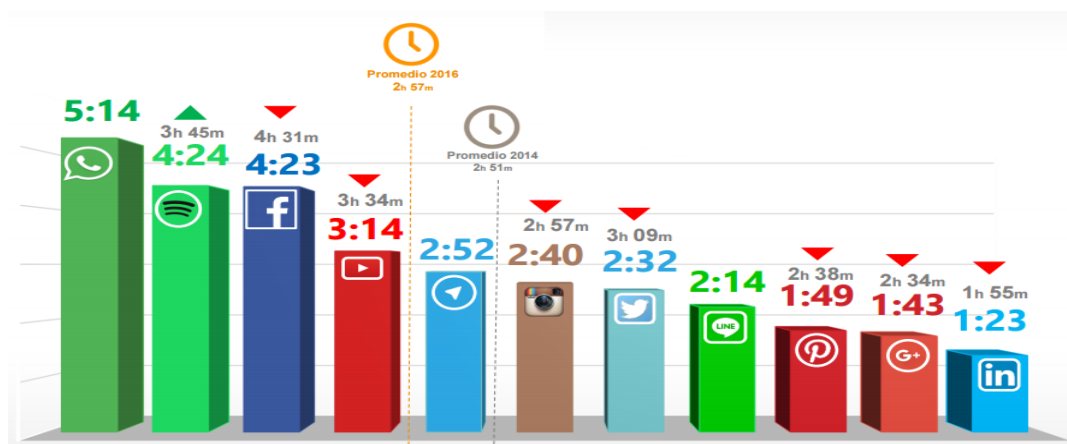 Promedio 2016
2h 57m
Promedio 2014
2h 51m
5:14
3h 45m
4:24
4h 31m
4:23
3h 34m
3:14
2:52
2h 57m
2:40
3h 09m
2:32
2:14
LINE
2h 38m
1:49
2h 34m
1:43
G+
1h 55m
1:23
in